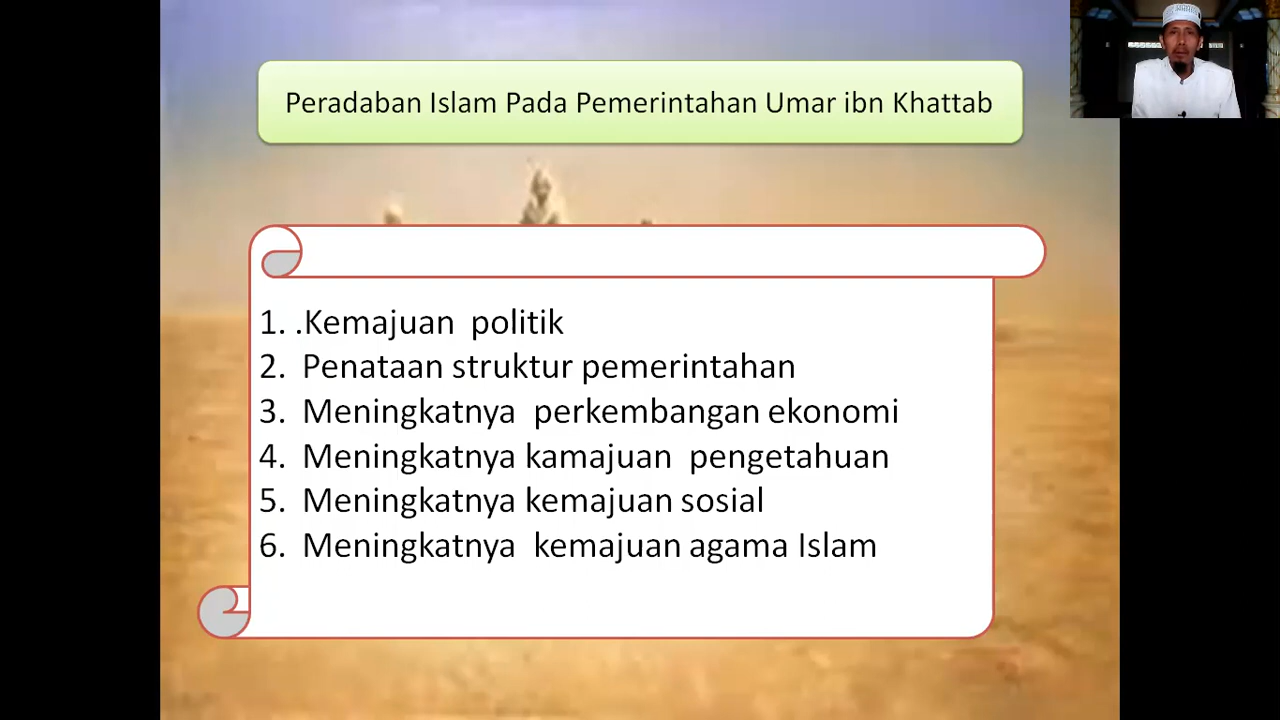 Peradaban Islam Pada Pemerintahan Umar ibn Khattab
1. .Kemajuan politik
2. Penataan struktur pemerintahan
3. Meningkatnya perkembangan ekonomi
4. Meningkatnya kamajuan pengetahuan
5. Meningkatnya kemajuan sosial
6. Meningkatnya kemajuan agama Islam